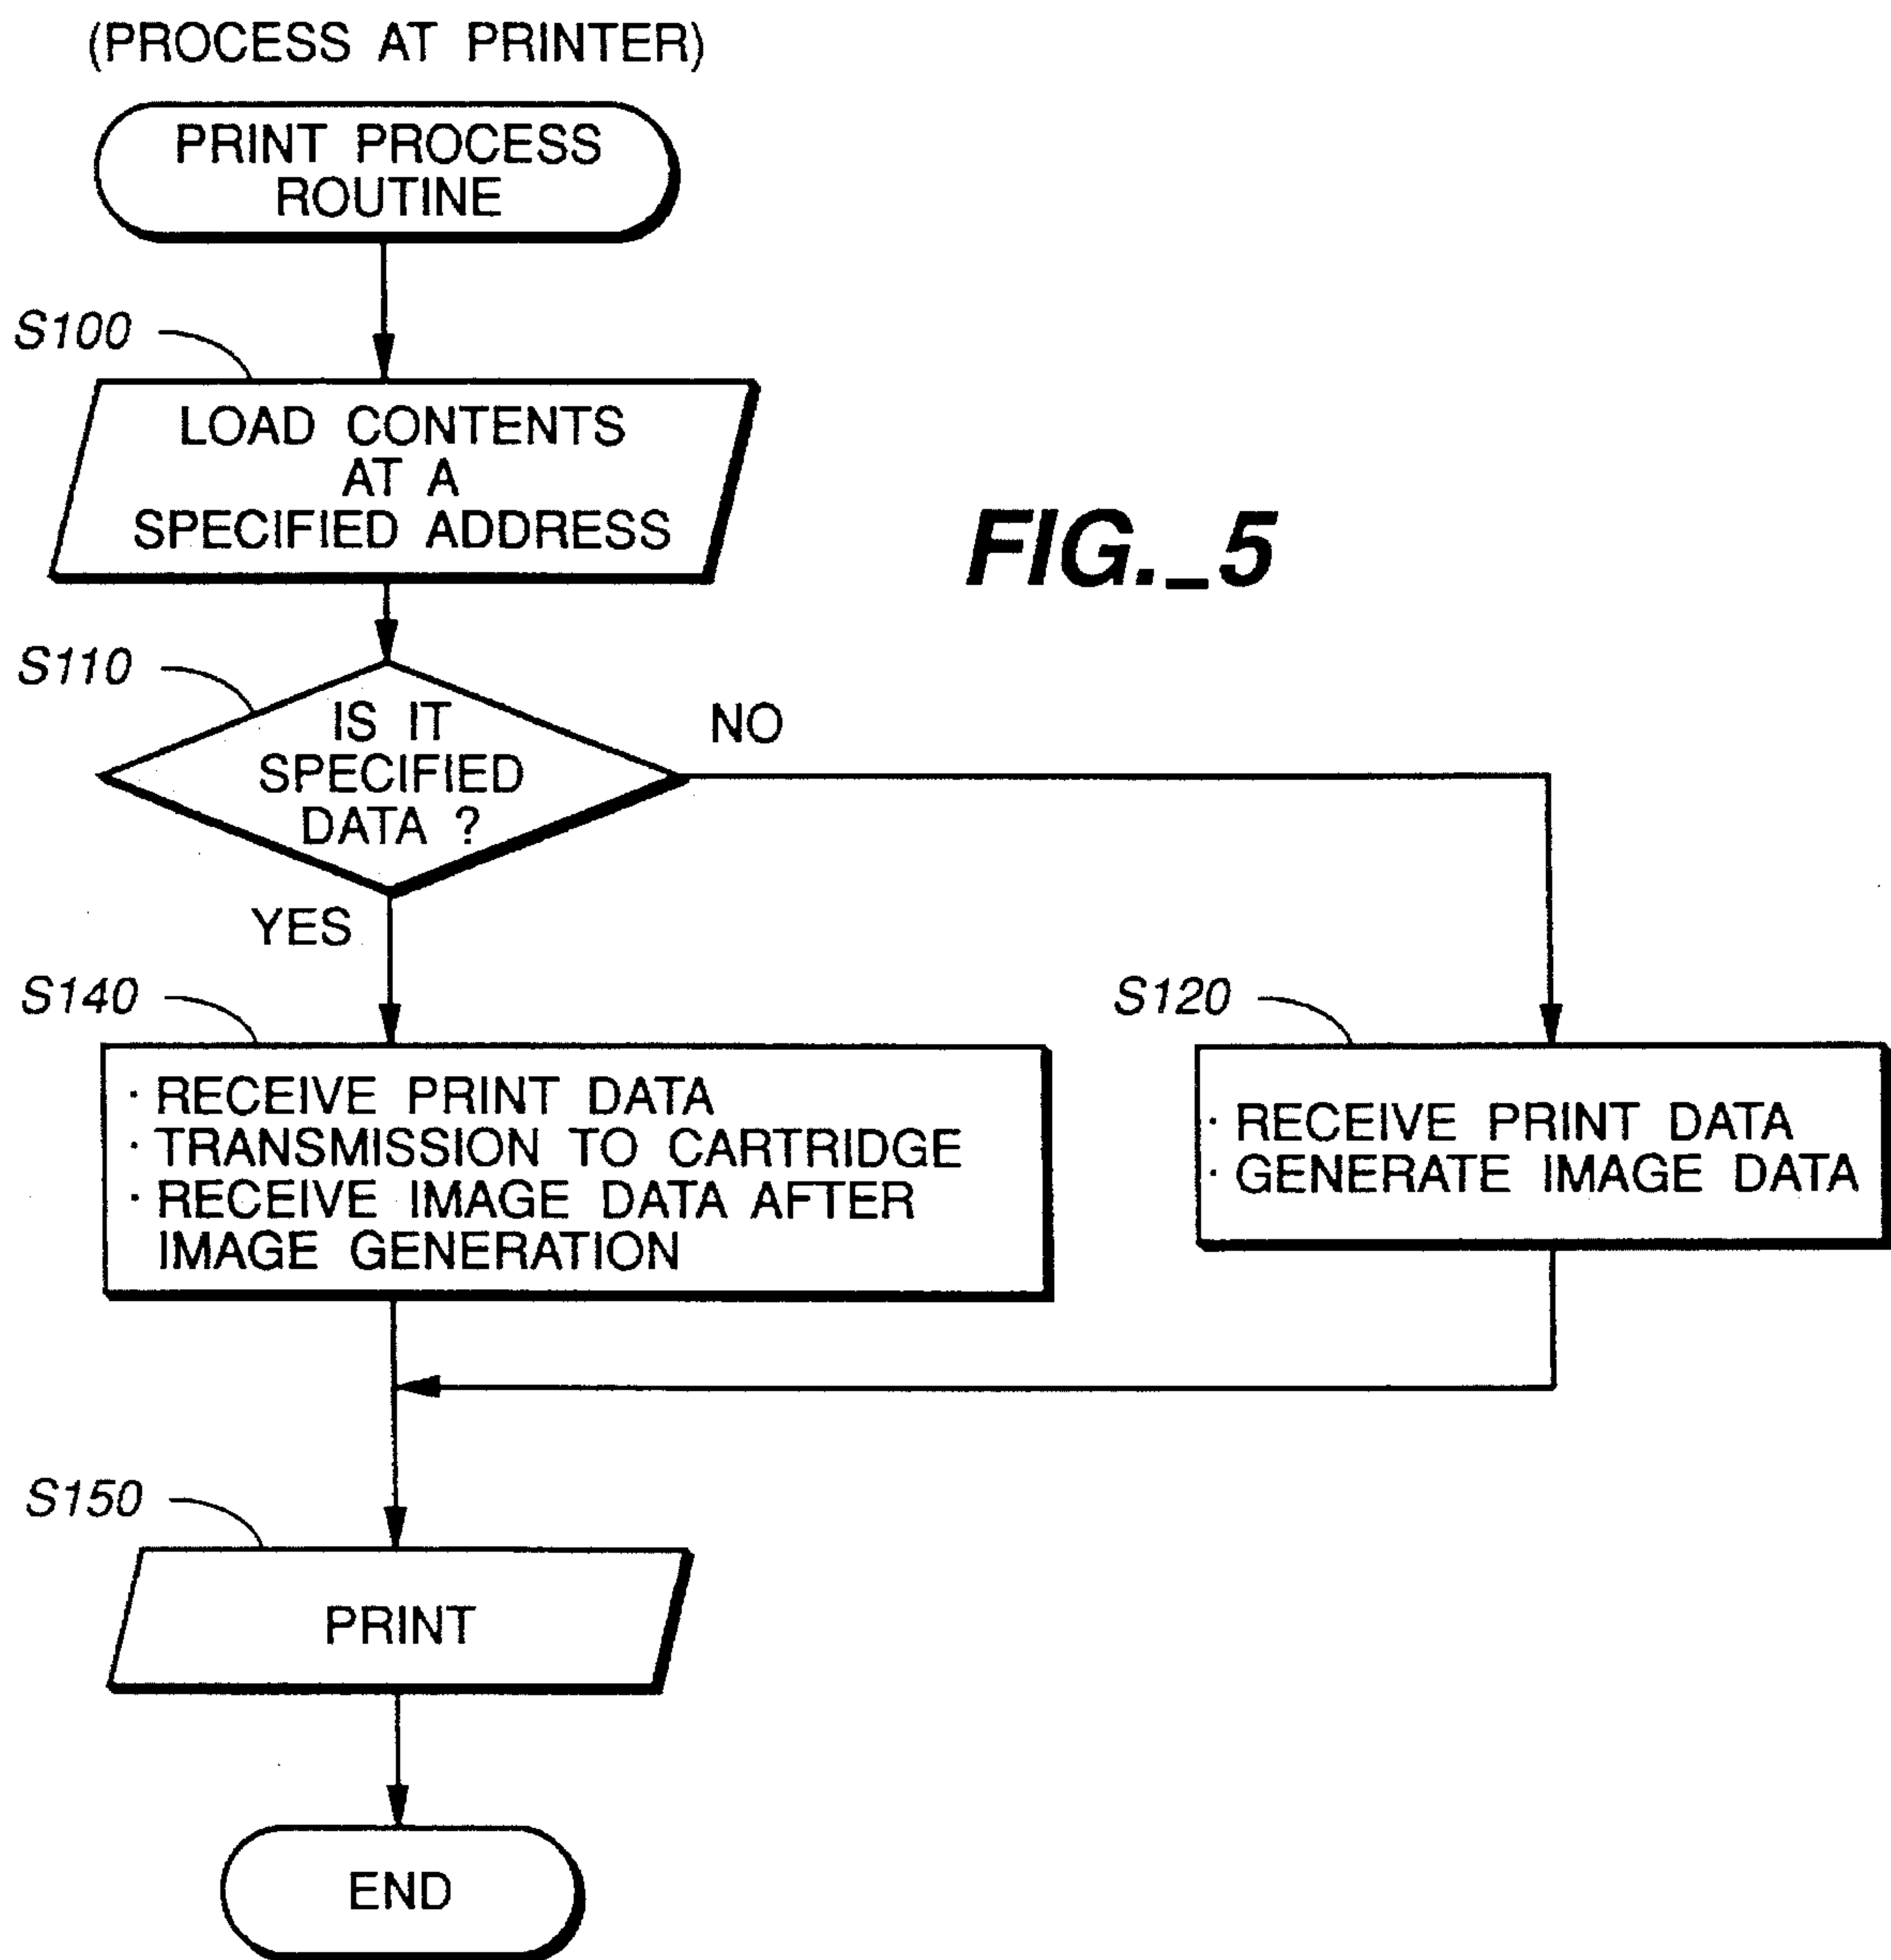 (PROCESS AT PRINTER)
PRINT PROCESS
ROUTINE
S100
LOAD CONTENTS
AT A
SPECIFIED ADDRESS
FIG._5
S110
IS IT
SPECIFIED
DATA ?
NO
YES
S140
· RECEIVE PRINT DATA
· TRANSMISSION TO CARTRIDGE
· RECEIVE IMAGE DATA AFTER
IMAGE GENERATION
S120
· RECEIVE PRINT DATA
· GENERATE IMAGE DATA
S150
PRINT
END